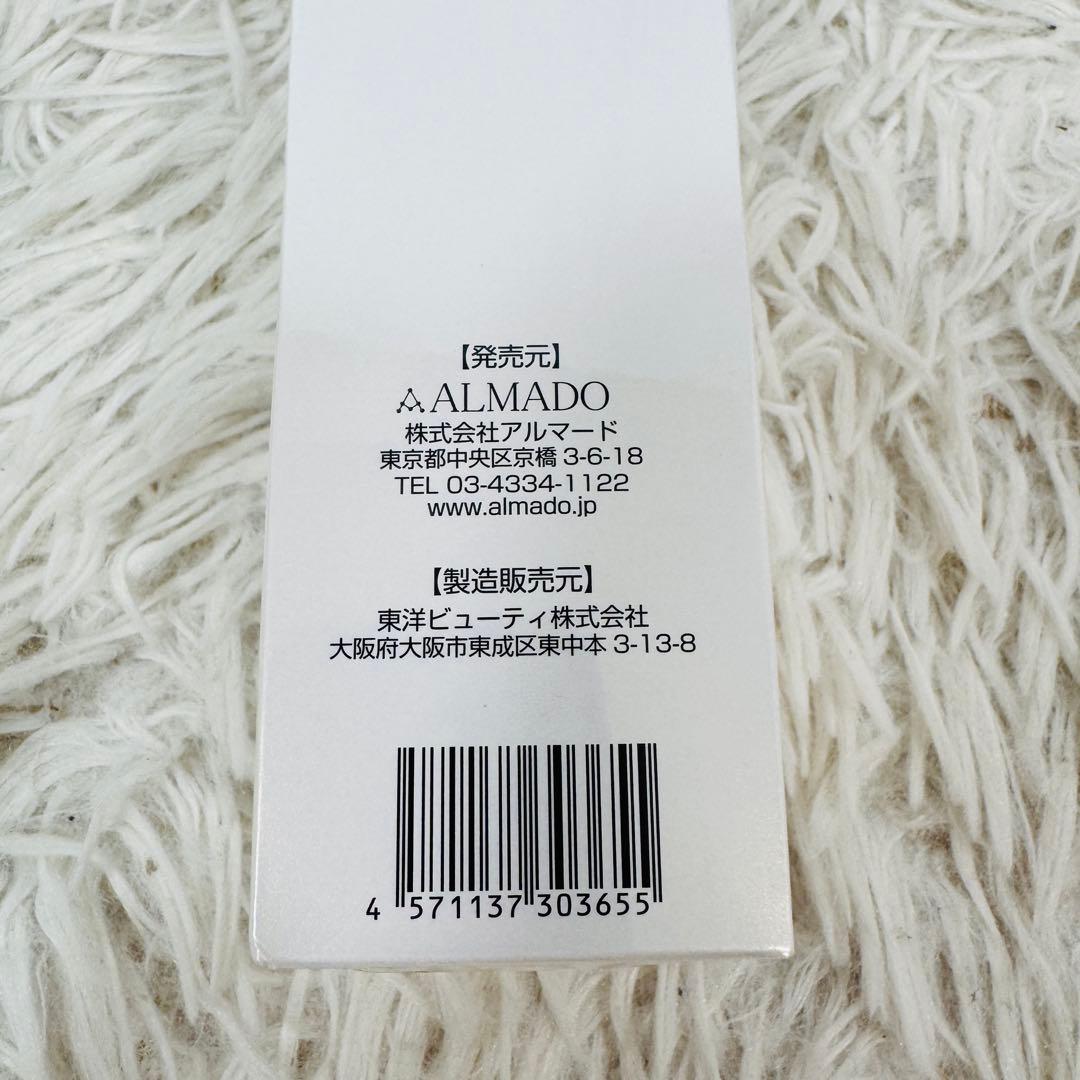 【発売元】
ALMADO
株式会社アルマード
東京都中央区京橋 3-6-18
TEL 03-4334-1122
www.almado.jp
【製造販売元】
東洋ビューティ株式会社
大阪府大阪市東成区東中本 3-13-8
4 571137 303655